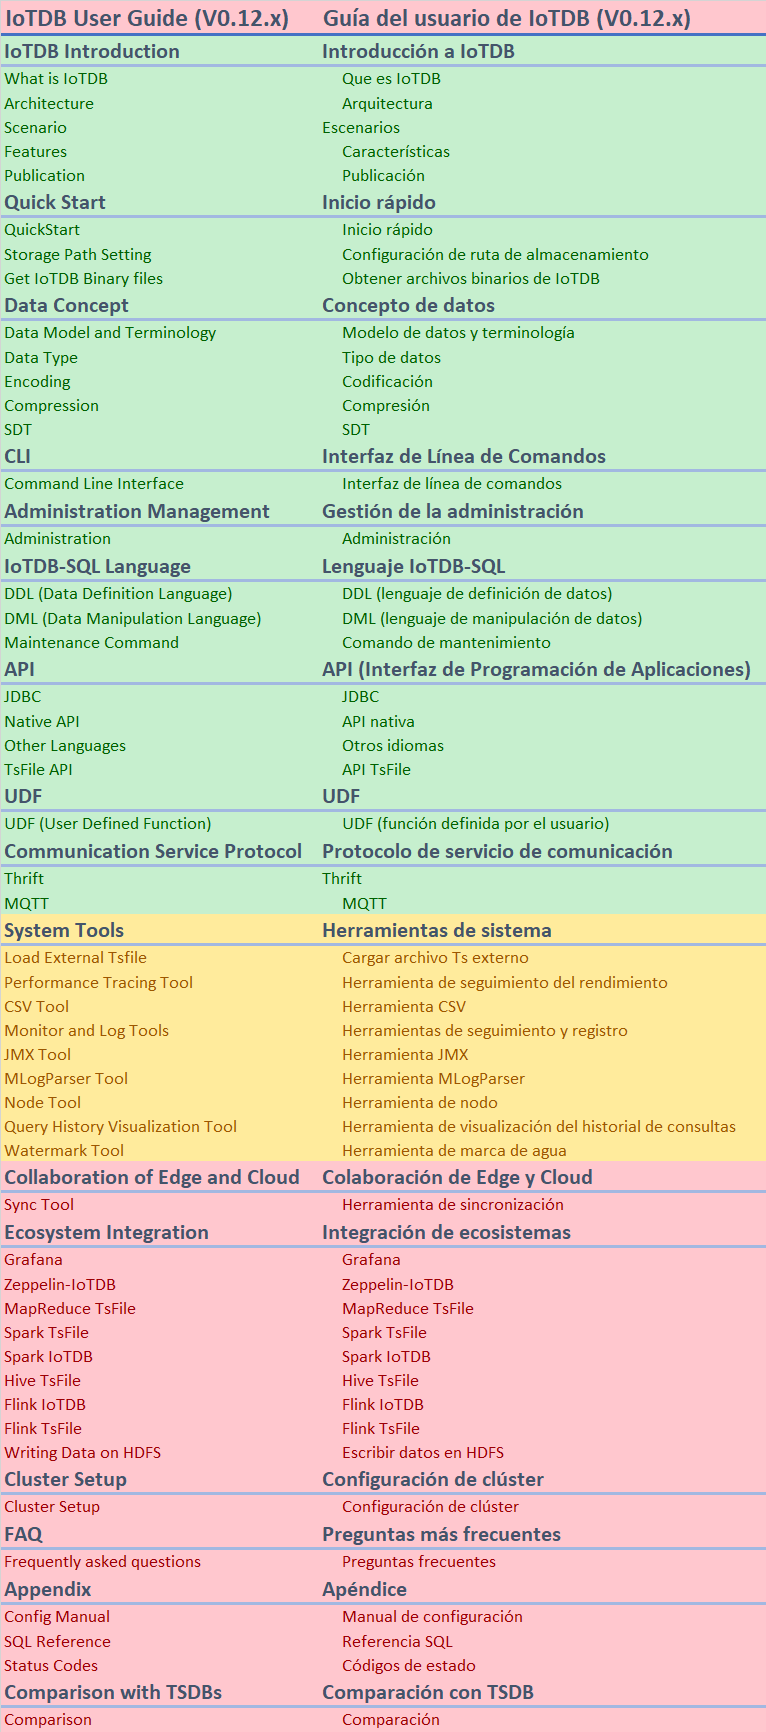 IoTDB User Guide (V0.12.x) Guía del usuario de IoTDB (V0.12.x)
IoTDB Introduction Introducción a IoTDB
What is IoTDB Que es IoTDB
Architecture Arquitectura
Scenario Escenarios
Features Características
Publication Publicación
Quick Start Inicio rápido
QuickStart Inicio rápido
Storage Path Setting Configuración de ruta de almacenamiento
Get IoTDB Binary files Obtener archivos binarios de IoTDB
Data Concept Concepto de datos
Data Model and Terminology Modelo de datos y terminología
Data Type Tipo de datos
Encoding Codificación
Compression Compresión
SDT SDT
CLI Interfaz de Línea de Comandos
Command Line Interface Interfaz de línea de comandos
Administration Management Gestión de la administración
Administration Administración
IoTDB-SQL Language Lenguaje IoTDB-SQL
DDL (Data Definition Language) DDL (lenguaje de definición de datos)
DML (Data Manipulation Language) DML (lenguaje de manipulación de datos)
Maintenance Command Comando de mantenimiento
API API (Interfaz de Programación de Aplicaciones)
JDBC JDBC
Native API API nativa
Other Languages Otros idiomas
TsFile API API TsFile
UDF UDF
UDF (User Defined Function) UDF (función definida por el usuario)
Communication Service Protocol Protocolo de servicio de comunicación
Thrift Thrift
MQTT MQTT
System Tools Herramientas de sistema
Load External Tsfile Cargar archivo Ts externo
Performance Tracing Tool Herramienta de seguimiento del rendimiento
CSV Tool Herramienta CSV
Monitor and Log Tools Herramientas de seguimiento y registro
JMX Tool Herramienta JMX
MLogParser Tool Herramienta MLogParser
Node Tool Herramienta de nodo
Query History Visualization Tool Herramienta de visualización del historial de consultas
Watermark Tool Herramienta de marca de agua
Collaboration of Edge and Cloud Colaboración de Edge y Cloud
Sync Tool Herramienta de sincronización
Ecosystem Integration Integración de ecosistemas
Grafana Grafana
Zeppelin-IoTDB Zeppelin-IoTDB
MapReduce TsFile MapReduce TsFile
Spark TsFile Spark TsFile
Spark IoTDB Spark IoTDB
Hive TsFile Hive TsFile
Flink IoTDB Flink IoTDB
Flink TsFile Flink TsFile
Writing Data on HDFS Escribir datos en HDFS
Cluster Setup Configuración de clúster
Cluster Setup Configuración de clúster
FAQ Preguntas más frecuentes
Frequently asked questions Preguntas frecuentes
Appendix Apéndice
Config Manual Manual de configuración
SQL Reference Referencia SQL
Status Codes Códigos de estado
Comparison with TSDBs Comparación con TSDB
Comparison Comparación